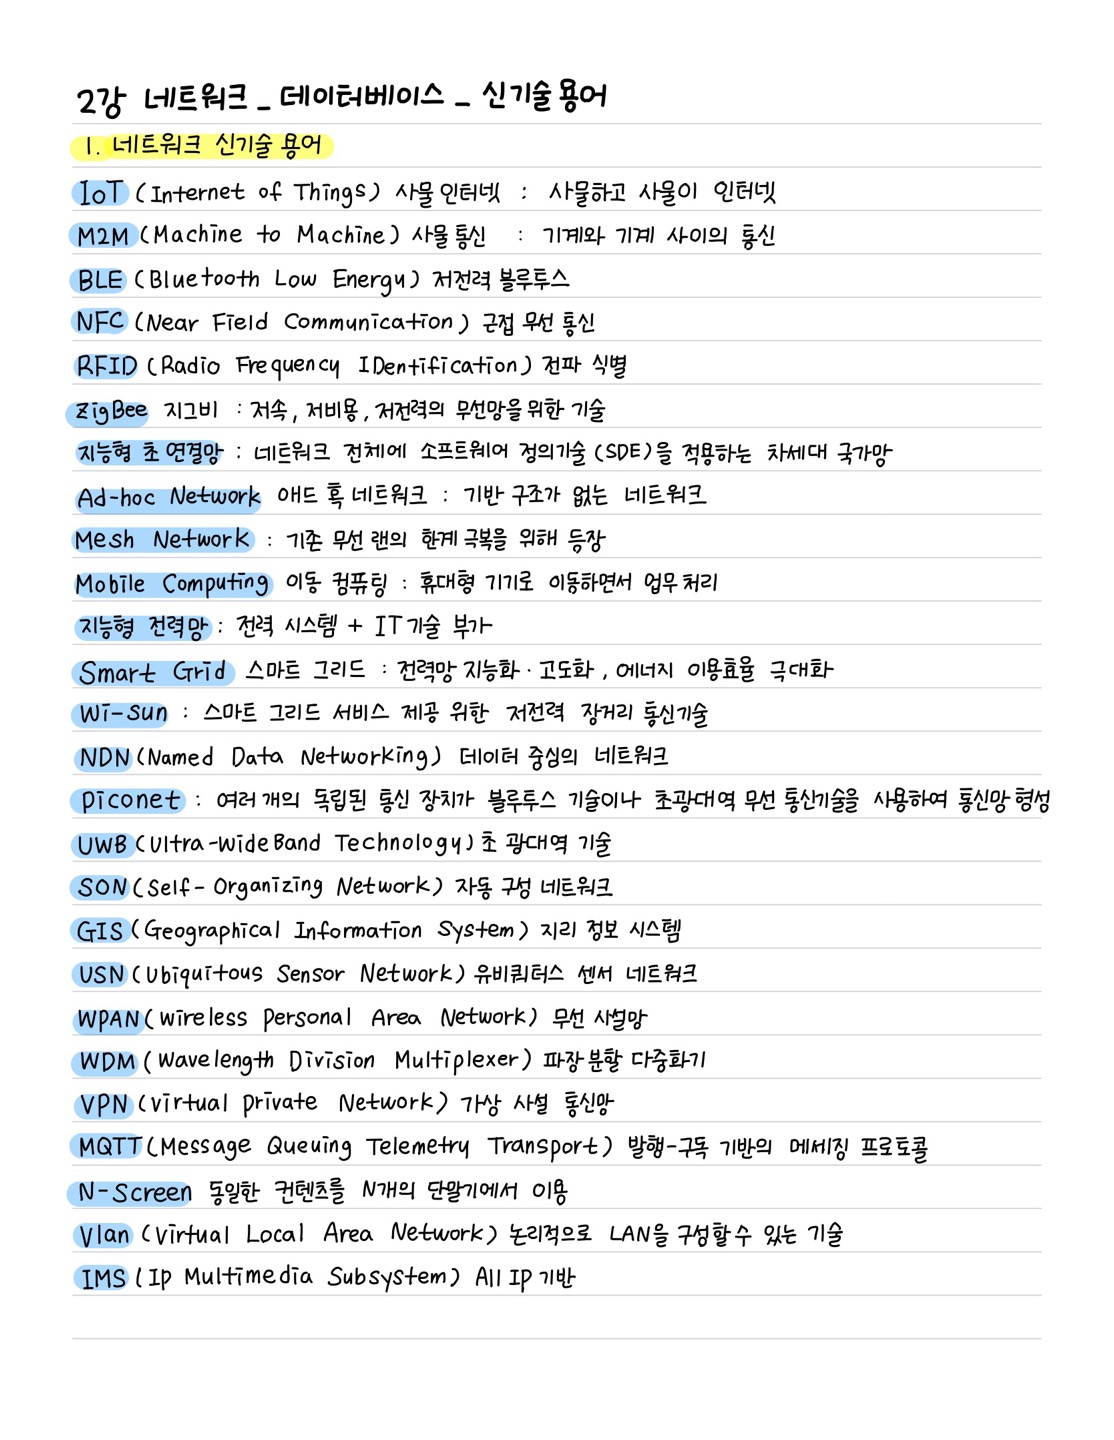 2강 네트워크 _ 데이터베이스 _ 신기술 용어
1. 네트워크 신기술 용어
IoT (Internet of Things) 사물 인터넷 : 사물하고 사물이 인터넷
M2M (Machine to Machine) 사물 통신 : 기계와 기계 사이의 통신
BLE (Bluetooth Low Energy) 저전력 블루투스
NFC (Near Field Communication) 근접 무선 통신
RFID (Radio Frequency IDentification) 전파 식별
ZigBee 지그비 : 저속, 저비용, 저전력의 무선망을 위한 기술
지능형 초 연결망 : 네트워크 전체에 소프트웨어 정의기술 (SDE)을 적용하는 차세대 국가망
Ad-hoc Network 애드 혹 네트워크 : 기반 구조가 없는 네트워크
Mesh Network : 기존 무선 랜의 한계 극복을 위해 등장
Mobile Computing 이동 컴퓨팅 : 휴대형 기기로 이동하면서 업무 처리
지능형 전력망 : 전력 시스템 + IT 기술 부가
Smart Grid 스마트 그리드 : 전력망 지능화 · 고도화, 에너지 이용효율 극대화
Wi-Sun : 스마트 그리드 서비스 제공 위한 저전력 장거리 통신기술
NDN (Named Data Networking) 데이터 중심의 네트워크
Piconet : 여러 개의 독립된 통신 장치가 블루투스 기술이나 초광대역 무선 통신기술을 사용하여 통신망 형성
UWB (Ultra-Wide Band Technology) 초 광대역 기술
SON (Self- Organizing Network) 자동 구성 네트워크
GIS (Geographical Information System) 지리 정보 시스템
USN (Ubiquitous Sensor Network) 유비쿼터스 센서 네트워크
WPAN (Wireless Personal Area Network) 무선 사설망
WDM (Wavelength Division Multiplexer) 파장 분할 다중화기
VPN (Virtual Private Network) 가상 사설 통신망
MQTT (Message Queuing Telemetry Transport) 발행-구독 기반의 메세징 프로토콜
N-Screen 동일한 컨텐츠를 N개의 단말기에서 이용
Vlan (Virtual Local Area Network) 논리적으로 LAN을 구성할 수 있는 기술
IMS (Ip Multimedia Subsystem) All IP 기반